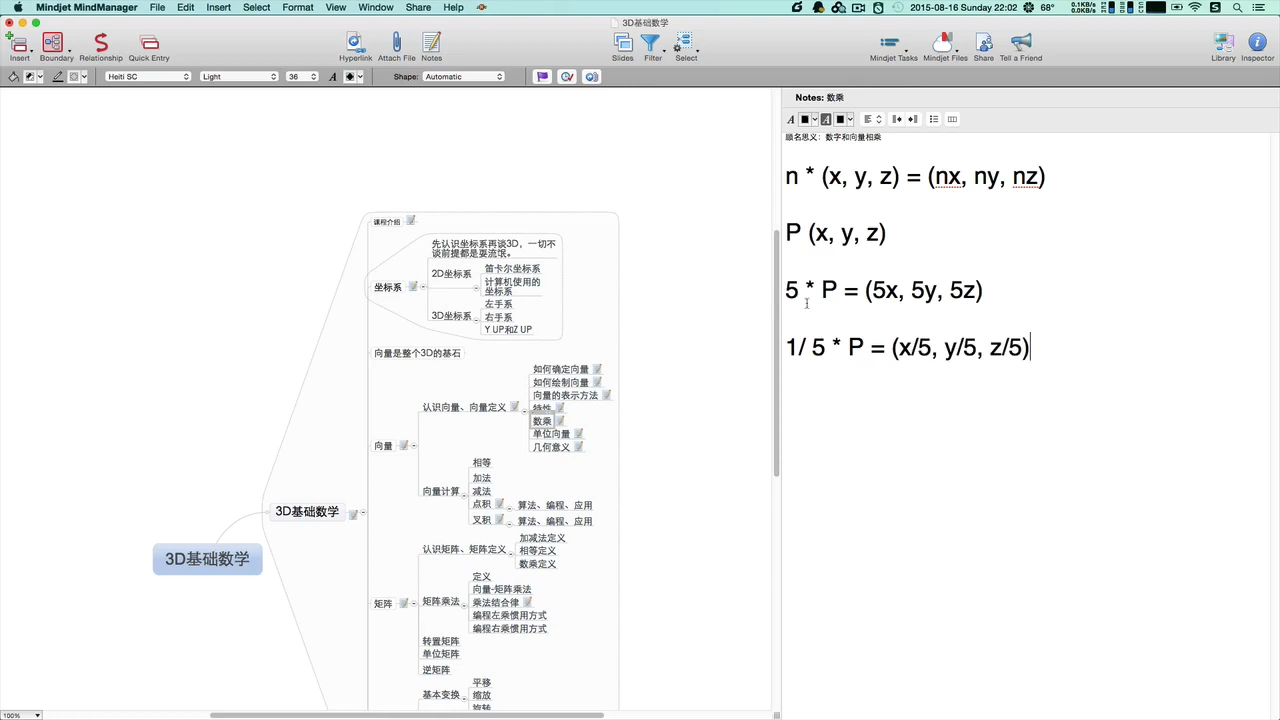 Mindjet MindManager File Edit Insert Select Format View Window Share Help
2015-08-16 Sunday 22:02 68°
0.1KB/s
0.0KB/s
3D基础数学
Insert Boundary Relationship Quick Entry Hyperlink Attach File Notes Slides Filter Select Mindjet Tasks Mindjet Files Share Tell a Friend Library Inspector
Heiti SC Light 36 Shape: Automatic
Notes: 数乘
顾名思义：数字和向量相乘
n * (x, y, z) = (nx, ny, nz)
P (x, y, z)
5 * P = (5x, 5y, 5z)
1/ 5 * P = (x/5, y/5, z/5)
3D基础数学
3D基础数学
课程介绍
坐标系
先认识坐标系再谈3D，一切不
谈前提都是耍流氓。
2D坐标系
笛卡尔坐标系
计算机使用的
坐标系
3D坐标系
左手系
右手系
Y UP和Z UP
向量是整个3D的基石
向量
认识向量、向量定义
如何确定向量
如何绘制向量
向量的表示方法
特性
数乘
单位向量
几何意义
向量计算
相等
加法
减法
点积
算法、编程、应用
叉积
算法、编程、应用
矩阵
认识矩阵、矩阵定义
加减法定义
相等定义
数乘定义
矩阵乘法
定义
向量-矩阵乘法
乘法结合律
编程左乘惯用方式
编程右乘惯用方式
转置矩阵
单位矩阵
逆矩阵
基本变换
平移
缩放
旋转
100%